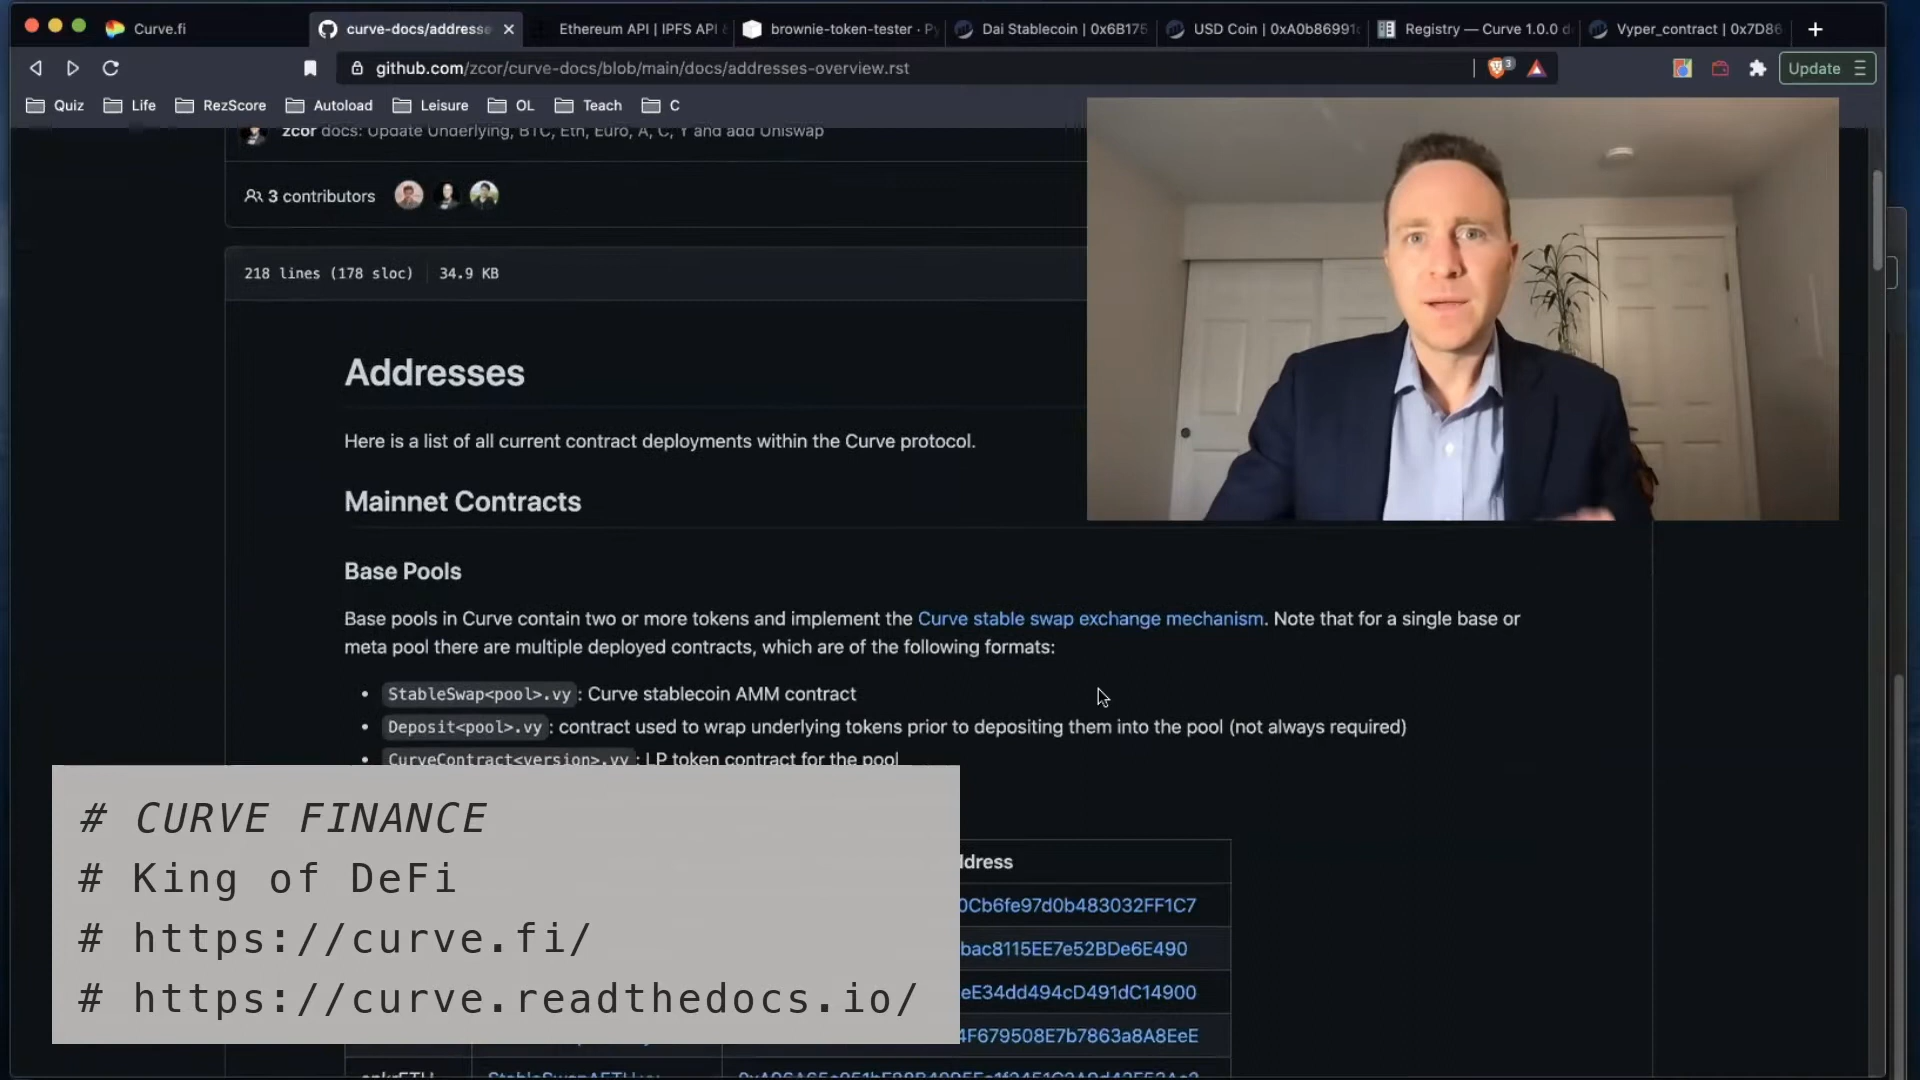 Curve.fi
curve-docs/addresse
Ethereum API | IPFS API
brownie-token-tester · Py
Dai Stablecoin | 0x6B175
USD Coin | 0xA0b86991
Registry — Curve 1.0.0 d
Vyper_contract | 0x7D86
github.com/zcor/curve-docs/blob/main/docs/addresses-overview.rst
3
Update
Quiz
Life
RezScore
Autoload
Leisure
OL
Teach
C
zcor docs: Update Underlying, BTC, Eth, Euro, A, C, Y and add Uniswap
3 contributors
218 lines (178 sloc)
34.9 KB
Addresses
Here is a list of all current contract deployments within the Curve protocol.
Mainnet Contracts
Base Pools
Base pools in Curve contain two or more tokens and implement the Curve stable swap exchange mechanism. Note that for a single base or
meta pool there are multiple deployed contracts, which are of the following formats:
• StableSwap<pool>.vy: Curve stablecoin AMM contract
• Deposit<pool>.vy: contract used to wrap underlying tokens prior to depositing them into the pool (not always required)
• CurveContract<version>.vy: LP token contract for the pool
# CURVE FINANCE
# King of DeFi
# https://curve.fi/
# https://curve.readthedocs.io/
ddress
0Cb6fe97d0b483032FF1C7
bac8115EE7e52BDe6E490
eE34dd494cD491dC14900
4F679508E7b7863a8A8EeE